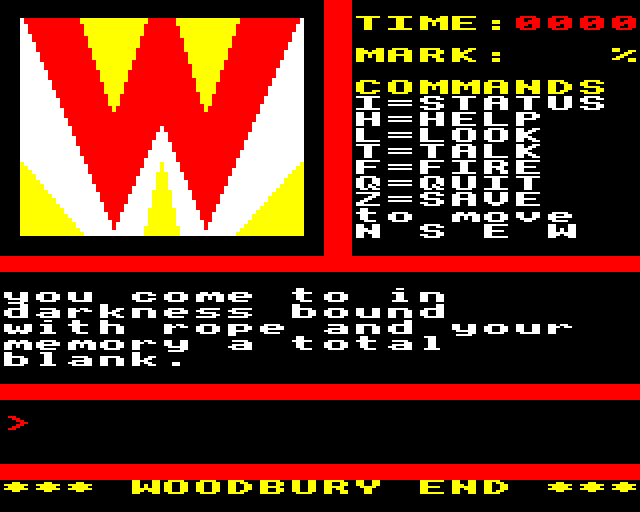 W
TIME:0000
MARK: %
COMMANDS
I=STATUS
H=HELP
L=LOOK
T=TALK
F=FIRE
Q=QUIT
Z=SAVE
to move
N S E W
you come to in
darkness bound
with rope and your
memory a total
blank.
>
*** WOODBURY END ***